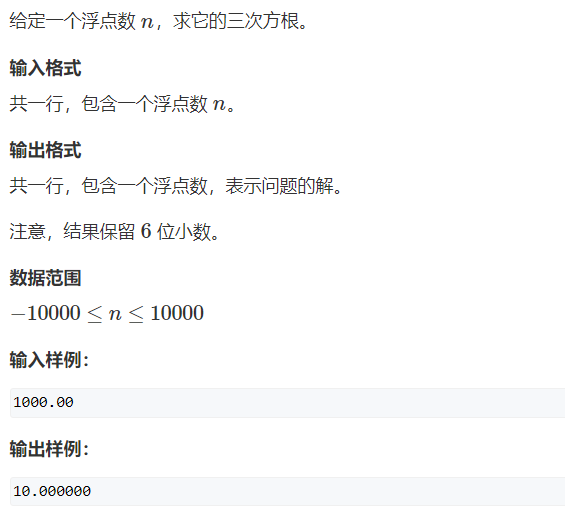 给定一个浮点数 n，求它的三次方根。
输入格式
共一行，包含一个浮点数 n。
输出格式
共一行，包含一个浮点数，表示问题的解。
注意，结果保留 6 位小数。
数据范围
−10000 ≤ n ≤ 10000
输入样例：
1000.00
输出样例：
10.000000